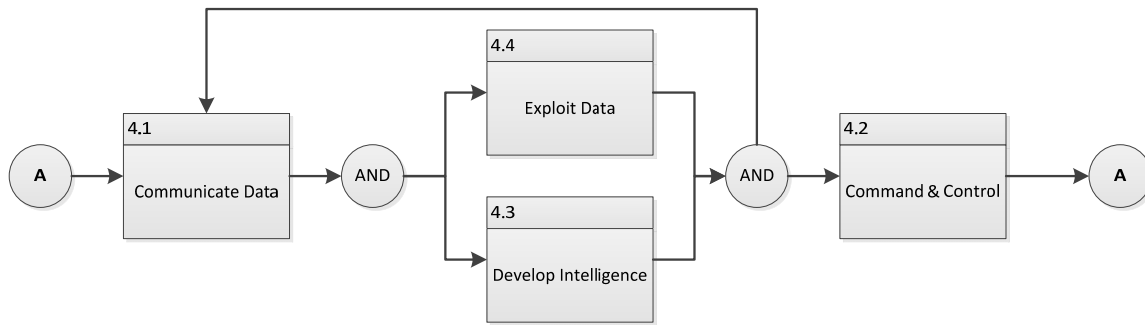 4.4
Exploit Data
4.1
Communicate Data
A
AND
4.3
Develop Intelligence
AND
4.2
Command & Control
A